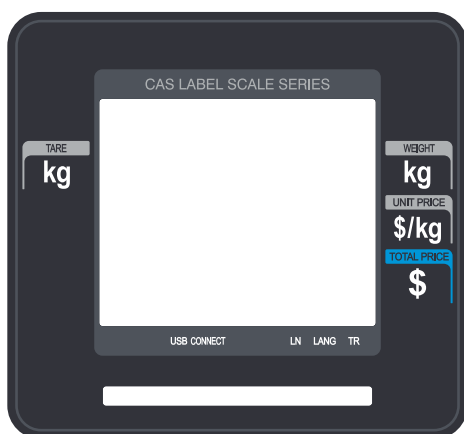 CAS LABEL SCALE SERIES
TARE
kg
WEIGHT
kg
UNIT PRICE
$/kg
TOTAL PRICE
$
USB CONNECT LN LANG TR